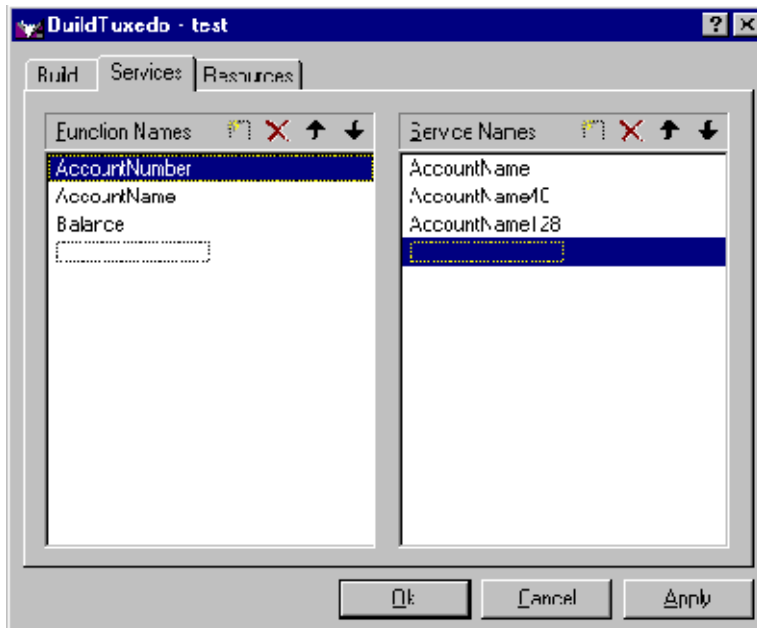 BuildTuxedo - test
Build Services Resources
Function Names
AccountNumber
AccountName
Balance
Service Names
AccountName
AccountName40
AccountName128
Ok Cancel Apply